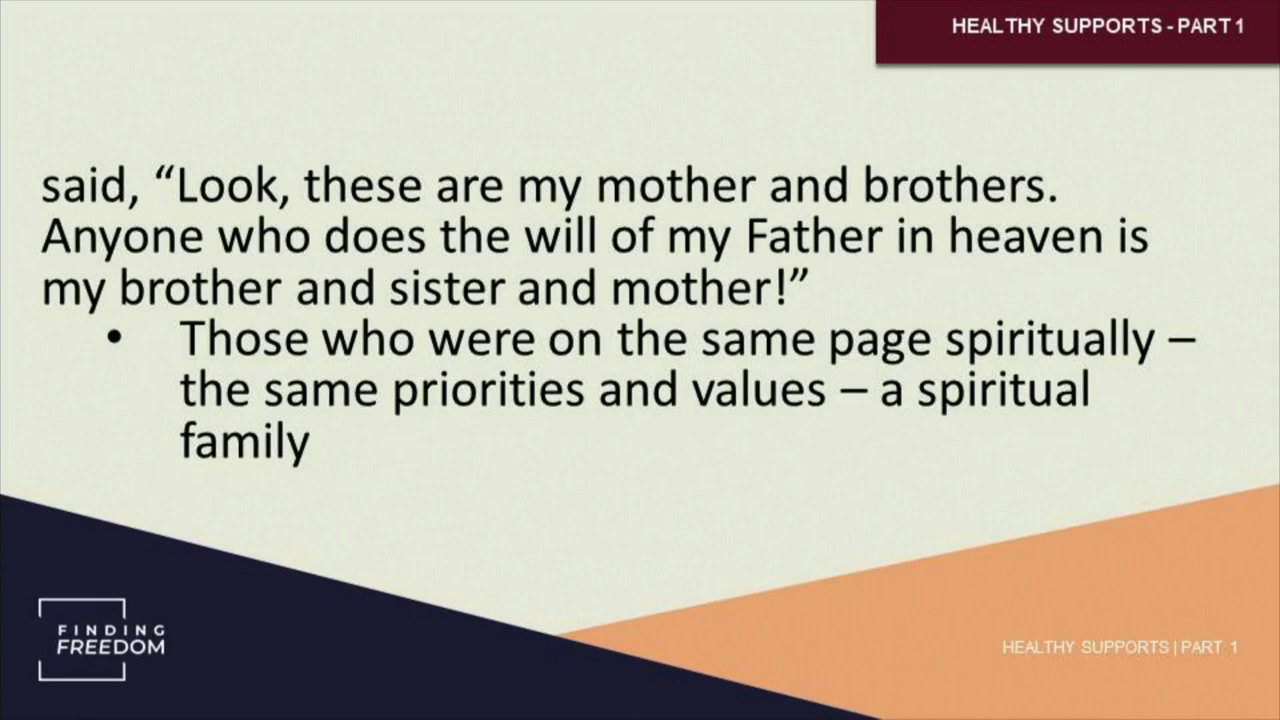 HEALTHY SUPPORTS - PART 1
said, “Look, these are my mother and brothers.
Anyone who does the will of my Father in heaven is
my brother and sister and mother!”
• Those who were on the same page spiritually –
the same priorities and values – a spiritual
family
FINDING
FREEDOM
HEALTHY SUPPORTS | PART 1